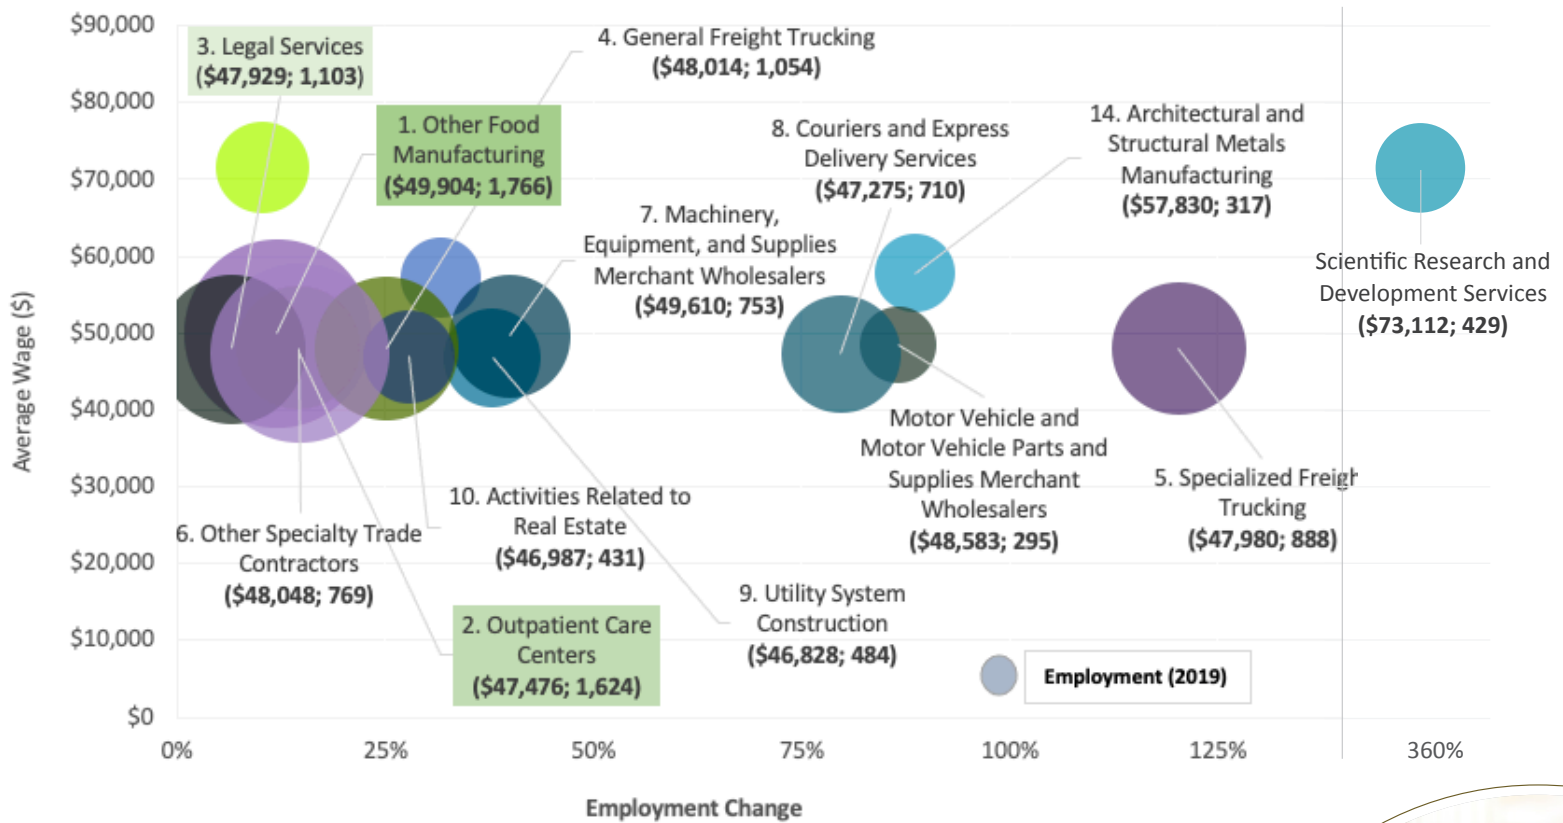 $90,000
$80,000
$70,000
$60,000
$50,000
$40,000
$30,000
$20,000
$10,000
$0
Average Wage ($)
3. Legal Services
($47,929; 1,103)
4. General Freight Trucking
($48,014; 1,054)
1. Other Food
Manufacturing
($49,904; 1,766)
8. Couriers and Express
Delivery Services
($47,275; 710)
14. Architectural and
Structural Metals
Manufacturing
($57,830; 317)
7. Machinery,
Equipment, and Supplies
Merchant Wholesalers
($49,610; 753)
Scientific Research and
Development Services
($73,112; 429)
Motor Vehicle and
Motor Vehicle Parts and
Supplies Merchant
Wholesalers
($48,583; 295)
5. Specialized Freigh
Trucking
($47,980; 888)
10. Activities Related to
Real Estate
($46,987; 431)
6. Other Specialty Trade
Contractors
($48,048; 769)
9. Utility System
Construction
($46,828; 484)
2. Outpatient Care
Centers
($47,476; 1,624)
Employment (2019)
0% 25% 50% 75% 100% 125% 360%
Employment Change